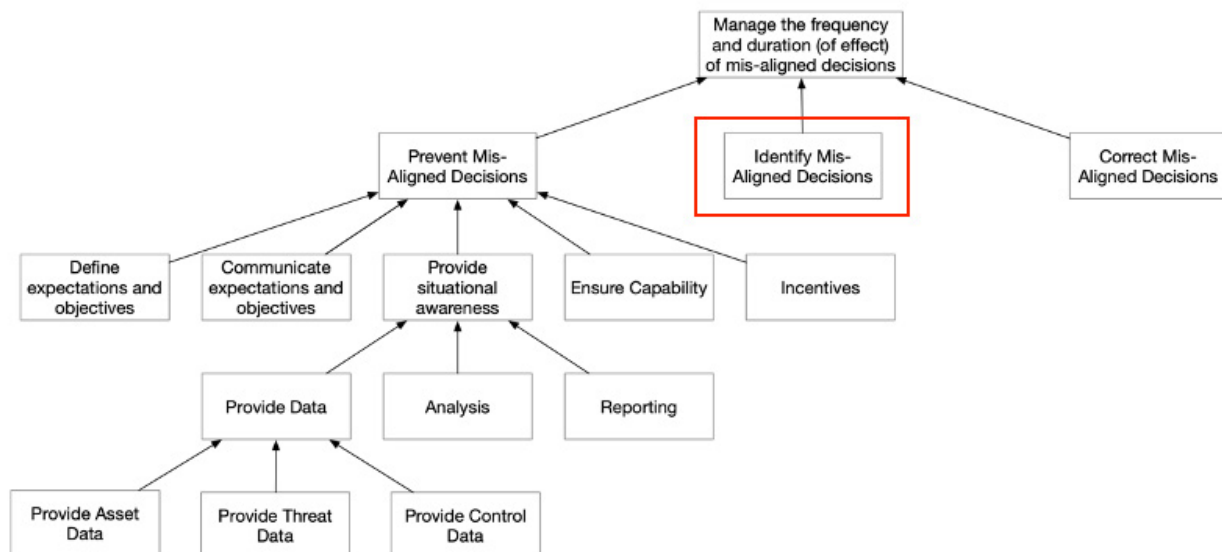 Manage the frequency
and duration (of effect)
of mis-aligned decisions
Prevent Mis-
Aligned Decisions
Identify Mis-
Aligned Decisions
Correct Mis-
Aligned Decisions
Define
expectations and
objectives
Communicate
expectations and
objectives
Provide
situational
awareness
Ensure Capability
Incentives
Provide Data
Analysis
Reporting
Provide Asset
Data
Provide Threat
Data
Provide Control
Data